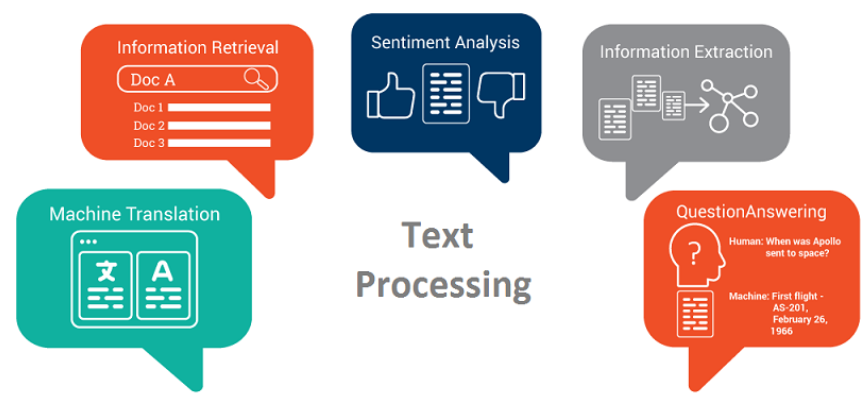 Information Retrieval
Doc A
Doc 1
Doc 2
Doc 3
Sentiment Analysis
Information Extraction
Machine Translation
文 A
Text
Processing
QuestionAnswering
?
Human: When was Apollo
sent to space?
Machine: First flight -
AS-201,
February 26,
1966